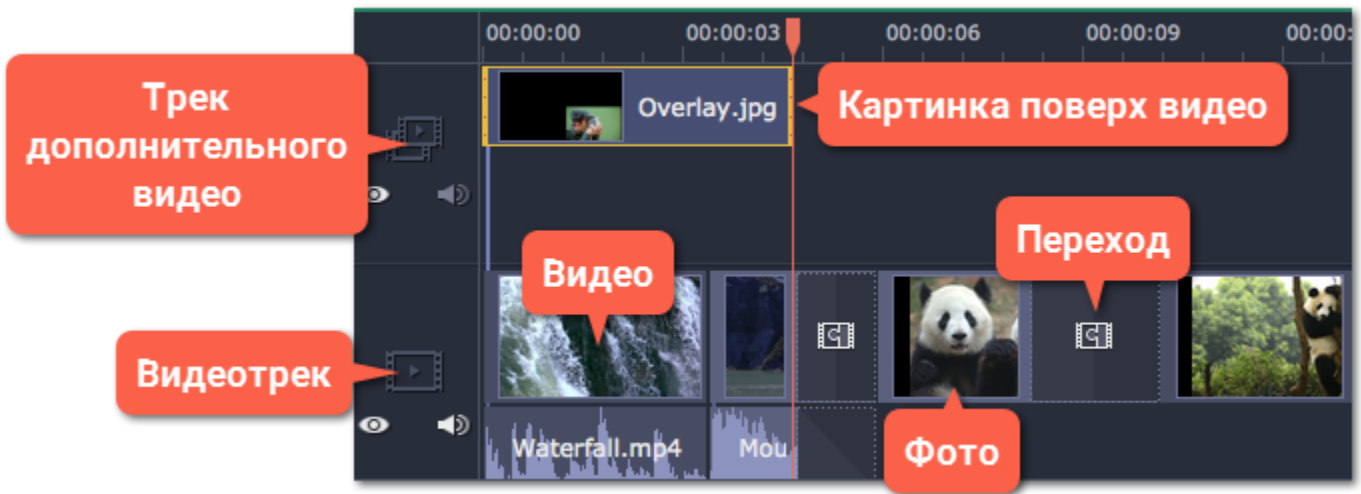 00:00:00 00:00:03 00:00:06 00:00:09 00:00:
Трек
дополнительного
видео
Overlay.jpg
Картинка поверх видео
Переход
Видео
Видеотрек
Waterfall.mp4 Mou
Фото